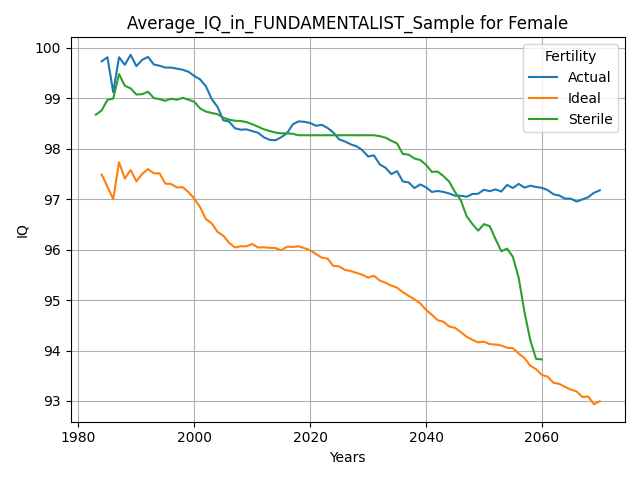 Average_IQ_in_FUNDAMENTALIST_Sample for Female
Fertility
Actual
Ideal
Sterile
IQ
100
99
98
97
96
95
94
93
1980
2000
2020
2040
2060
Years